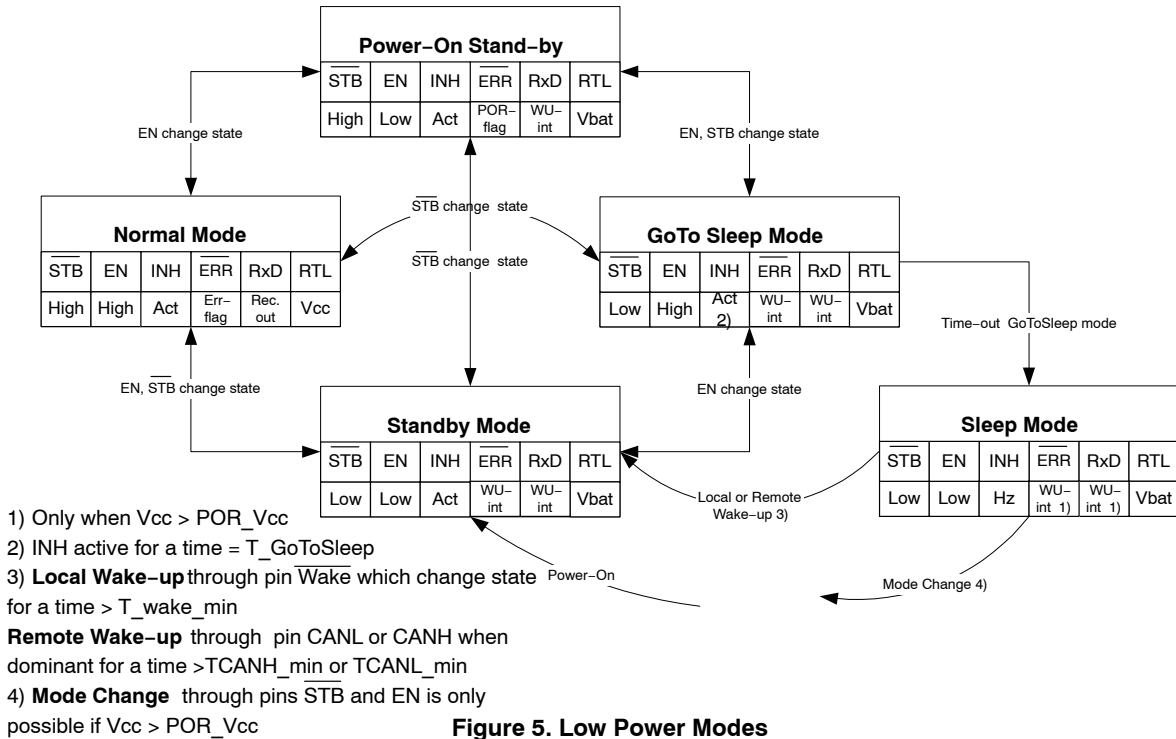 Power−On Stand−by
STB EN INH ERR RxD RTL
High Low Act POR−flag WU−int Vbat
EN change state
EN, STB change state
STB change state
STB change state
Normal Mode
STB EN INH ERR RxD RTL
High High Act Err−flag Rec. out Vcc
GoTo Sleep Mode
STB EN INH ERR RxD RTL
Low High Act 2) WU−int WU−int Vbat
Time−out GoToSleep mode
EN, STB change state
EN change state
Standby Mode
STB EN INH ERR RxD RTL
Low Low Act WU−int WU−int Vbat
Sleep Mode
STB EN INH ERR RxD RTL
Low Low Hz WU−int 1) WU−int 1) Vbat
Local or Remote
Wake−up 3)
Power−On
Mode Change 4)
1) Only when Vcc > POR_Vcc
2) INH active for a time = T_GoToSleep
3) Local Wake−up through pin Wake which change state
for a time > T_wake_min
Remote Wake−up through pin CANL or CANH when
dominant for a time >TCANH_min or TCANL_min
4) Mode Change through pins STB and EN is only
possible if Vcc > POR_Vcc
Figure 5. Low Power Modes